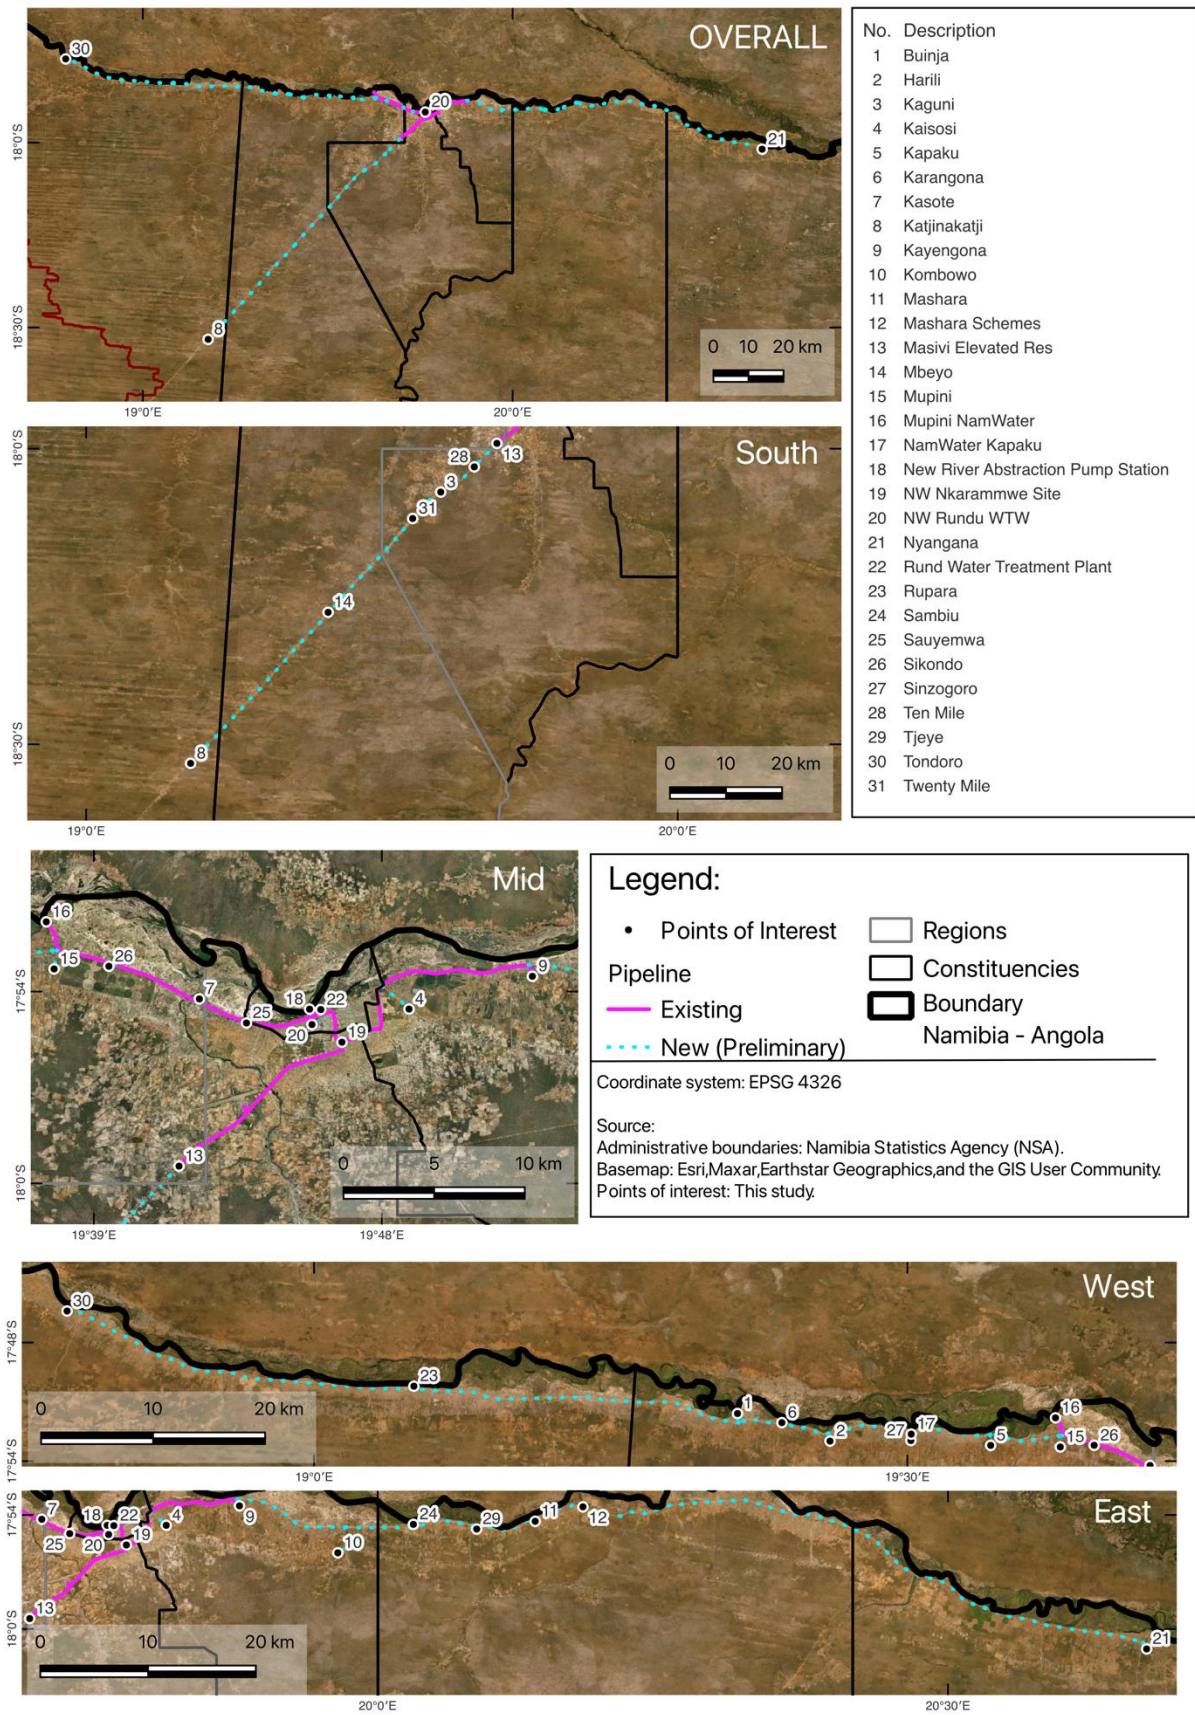 OVERALL
30
20
21
8
18°0'S
18°30'S
0 10 20 km
19°0'E
20°0'E
No. Description
1 Buinja
2 Harili
3 Kaguni
4 Kaisosi
5 Kapaku
6 Karangona
7 Kasote
8 Katjinakatji
9 Kayengona
10 Kombowo
11 Mashara
12 Mashara Schemes
13 Masivi Elevated Res
14 Mbeyo
15 Mupini
16 Mupini NamWater
17 NamWater Kapaku
18 New River Abstraction Pump Station
19 NW Nkarammwe Site
20 NW Rundu WTW
21 Nyangana
22 Rund Water Treatment Plant
23 Rupara
24 Sambiu
25 Sauyemwa
26 Sikondo
27 Sinzogoro
28 Ten Mile
29 Tjeye
30 Tondoro
31 Twenty Mile
South
13
28
3
31
14
8
18°0'S
18°30'S
0 10 20 km
19°0'E
20°0'E
Mid
16
15
26
7
25
18
22
20
19
4
9
13
17°54'S
18°0'S
0 5 10 km
19°39'E
19°48'E
Legend:
Points of Interest
Pipeline
Existing
New (Preliminary)
Regions
Constituencies
Boundary
Namibia - Angola
Coordinate system: EPSG 4326
Source:
Administrative boundaries: Namibia Statistics Agency (NSA).
Basemap: Esri,Maxar,Earthstar Geographics,and the GIS User Community.
Points of interest: This study.
West
30
23
1
6
2
27
17
5
16
15
26
17°48'S
17°54'S
0 10 20 km
19°0'E
19°30'E
East
7
18
22
4
25
20
19
9
13
10
24
29
11
12
21
17°54'S
18°0'S
0 10 20 km
20°0'E
20°30'E